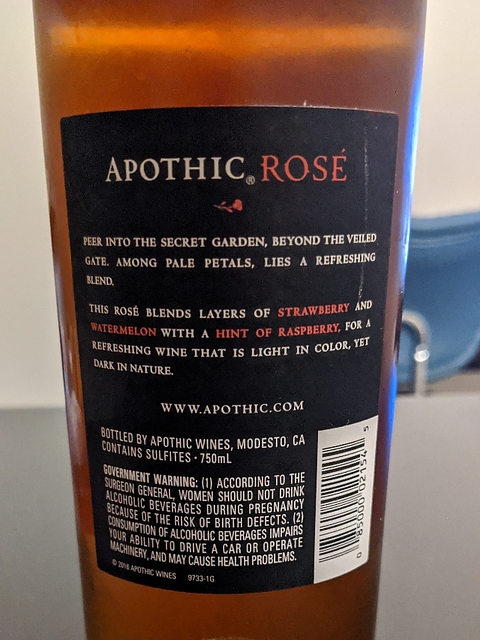 APOTHIC® ROSÉ
PEER INTO THE SECRET GARDEN, BEYOND THE VEILED
GATE. AMONG PALE PETALS, LIES A REFRESHING
BLEND.
THIS ROSÉ BLENDS LAYERS OF STRAWBERRY AND
WATERMELON WITH A HINT OF RASPBERRY, FOR A
REFRESHING WINE THAT IS LIGHT IN COLOR, YET
DARK IN NATURE.
WWW.APOTHIC.COM
BOTTLED BY APOTHIC WINES, MODESTO, CA
CONTAINS SULFITES · 750mL
GOVERNMENT WARNING: (1) ACCORDING TO THE
SURGEON GENERAL, WOMEN SHOULD NOT DRINK
ALCOHOLIC BEVERAGES DURING PREGNANCY
BECAUSE OF THE RISK OF BIRTH DEFECTS. (2)
CONSUMPTION OF ALCOHOLIC BEVERAGES IMPAIRS
YOUR ABILITY TO DRIVE A CAR OR OPERATE
MACHINERY, AND MAY CAUSE HEALTH PROBLEMS.
© 2018 APOTHIC WINES 9733-1G
0 85000 02154 5